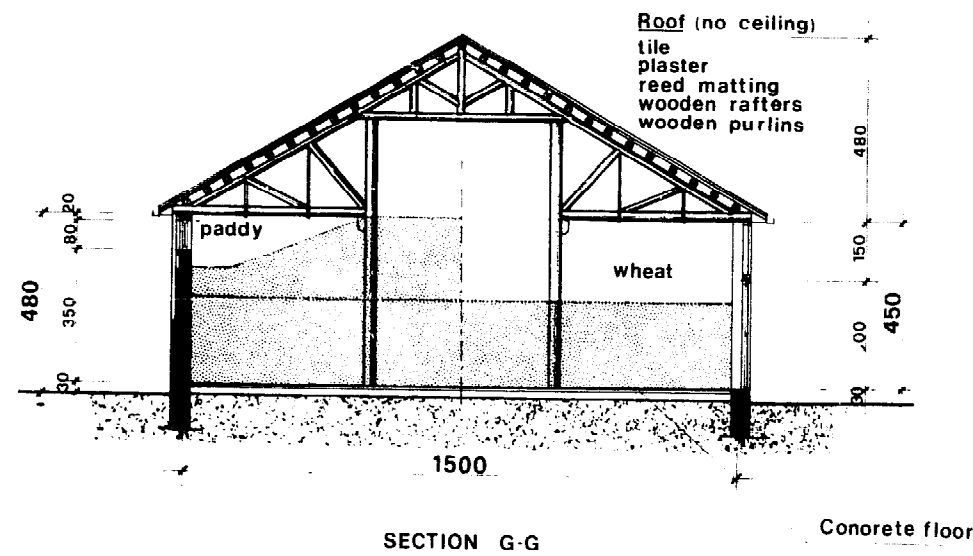 Roof (no ceiling)
tile
plaster
reed matting
wooden rafters
wooden purlins
480
20
80
paddy
150
wheat
480
350
450
00
30
30
1500
SECTION G-G
Conorete floor